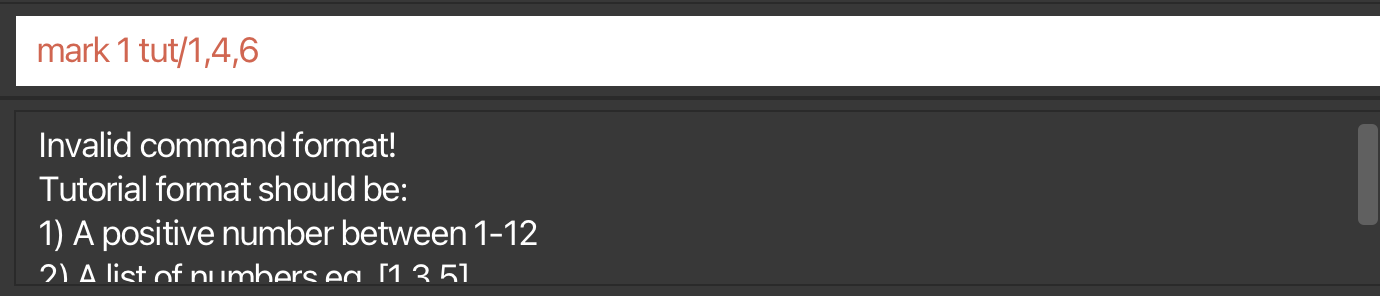 mark 1 tut/1,4,6
Invalid command format!
Tutorial format should be:
1) A positive number between 1-12
2) A list of numbers eg. [1,3,5]